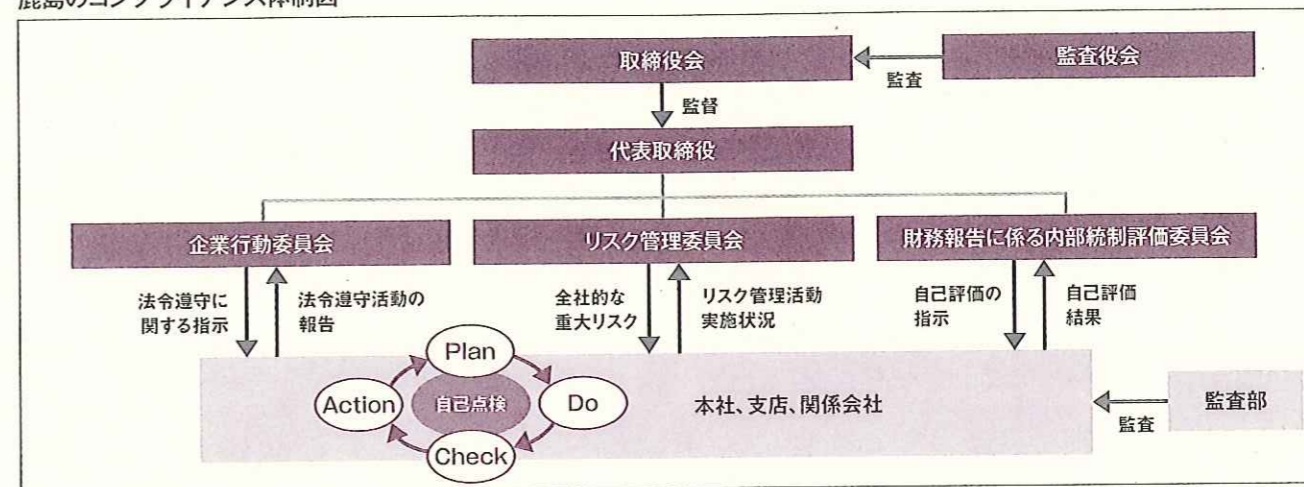 鹿島のコンプライアンス体制図
取締役会
監査役会
監査
監督
代表取締役
企業行動委員会
リスク管理委員会
財務報告に係る内部統制評価委員会
法令遵守に
関する指示
法令遵守活動の
報告
全社的な
重大リスク
リスク管理活動
実施状況
自己評価の
指示
自己評価
結果
Plan
Action
自己点検
Do
Check
本社、支店、関係会社
監査
監査部